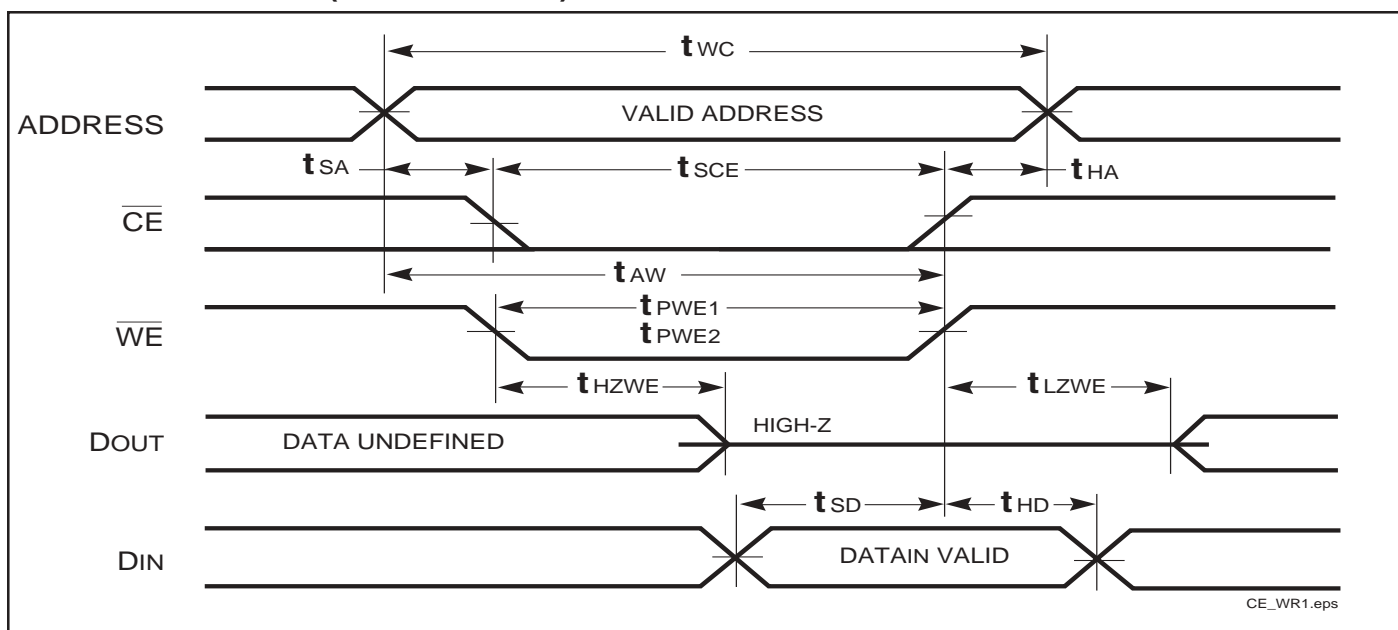 tWC
ADDRESS
VALID ADDRESS
tSA
tSCE
tHA
CE
tAW
tPWE1
tPWE2
WE
tHZWE
tLZWE
DOUT
DATA UNDEFINED
HIGH-Z
tSD
tHD
DIN
DATAIN VALID
CE_WR1.eps